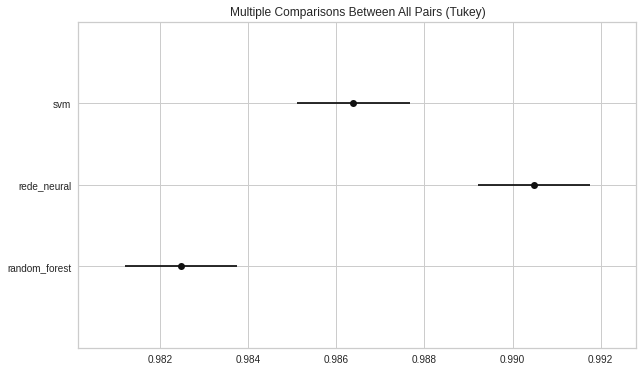 Multiple Comparisons Between All Pairs (Tukey)
svm
rede_neural
random_forest
0.982 0.984 0.986 0.988 0.990 0.992